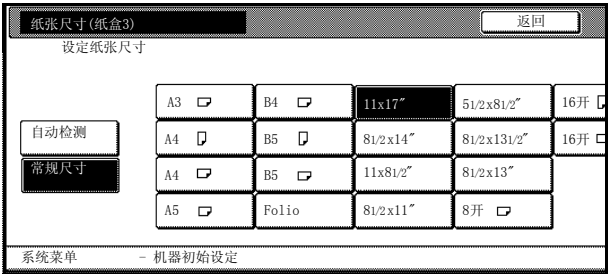 纸张尺寸(纸盒3) 返回
设定纸张尺寸
A3 B4 11x17″ 51/2x81/2″ 16开
自动检测 A4 B5 81/2x14″ 81/2x131/2″ 16开
常规尺寸 A4 B5 11x81/2″ 81/2x13″
A5 Folio 81/2x11″ 8开
系统菜单 - 机器初始设定